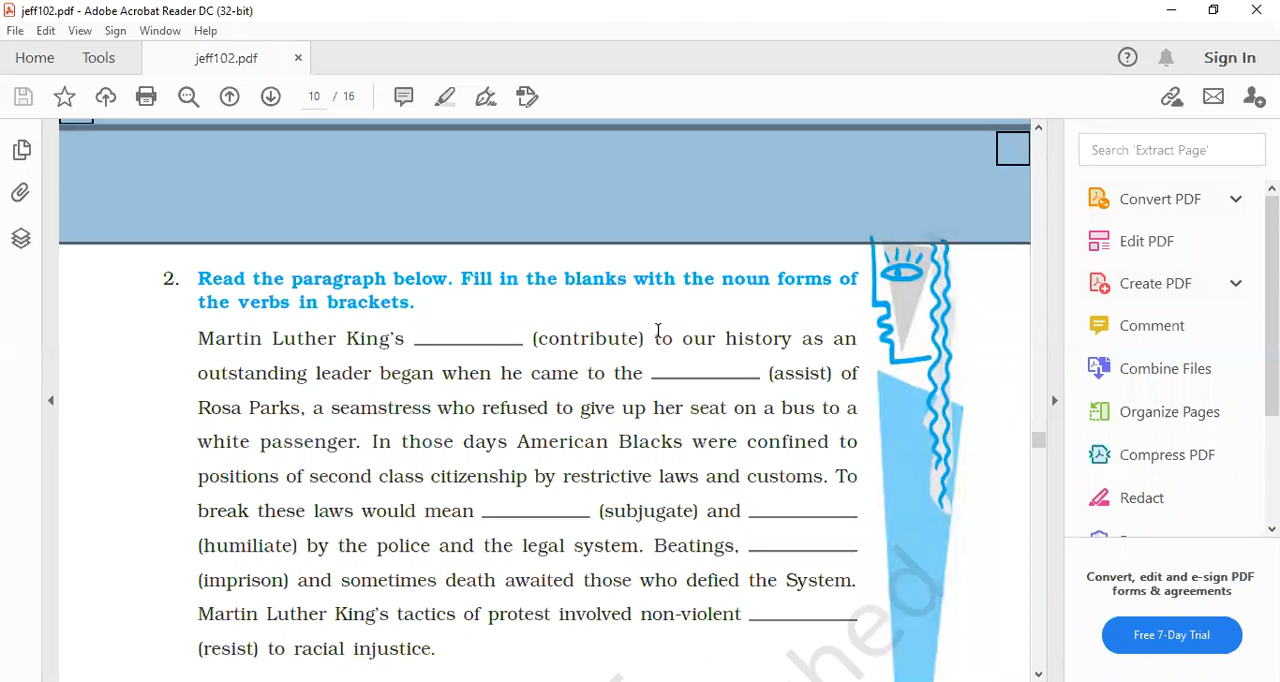 jeff102.pdf - Adobe Acrobat Reader DC (32-bit)
File Edit View Sign Window Help
Home Tools jeff102.pdf × Sign In
10 / 16
Search 'Extract Page'
Convert PDF
Edit PDF
Create PDF
Comment
Combine Files
Organize Pages
Compress PDF
Redact
Convert, edit and e-sign PDF
forms & agreements
Free 7-Day Trial
2. Read the paragraph below. Fill in the blanks with the noun forms of
the verbs in brackets.
Martin Luther King's __________ (contribute) to our history as an
outstanding leader began when he came to the __________ (assist) of
Rosa Parks, a seamstress who refused to give up her seat on a bus to a
white passenger. In those days American Blacks were confined to
positions of second class citizenship by restrictive laws and customs. To
break these laws would mean __________ (subjugate) and __________
(humiliate) by the police and the legal system. Beatings, __________
(imprison) and sometimes death awaited those who defied the System.
Martin Luther King's tactics of protest involved non-violent __________
(resist) to racial injustice.